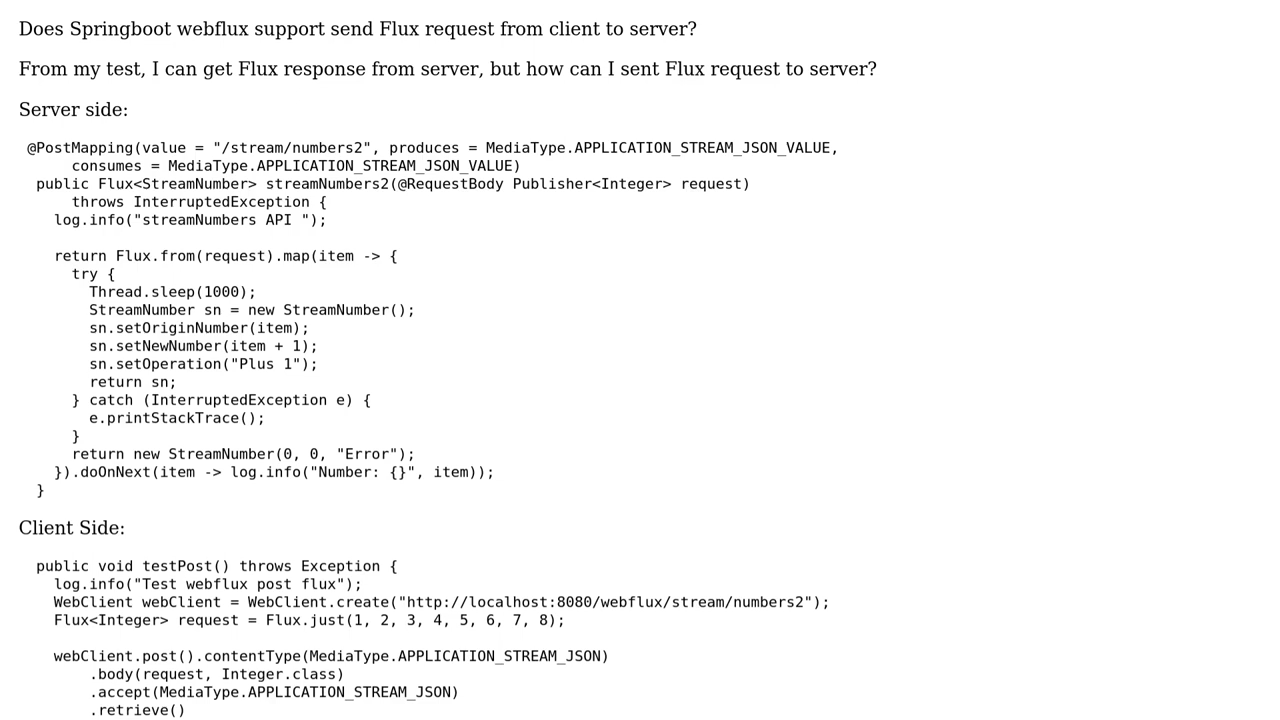 Does Springboot webflux support send Flux request from client to server?
From my test, I can get Flux response from server, but how can I sent Flux request to server?
Server side:
@PostMapping(value = "/stream/numbers2", produces = MediaType.APPLICATION_STREAM_JSON_VALUE,
consumes = MediaType.APPLICATION_STREAM_JSON_VALUE)
public Flux<StreamNumber> streamNumbers2(@RequestBody Publisher<Integer> request)
throws InterruptedException {
log.info("streamNumbers API ");
return Flux.from(request).map(item -> {
try {
Thread.sleep(1000);
StreamNumber sn = new StreamNumber();
sn.setOriginNumber(item);
sn.setNewNumber(item + 1);
sn.setOperation("Plus 1");
return sn;
} catch (InterruptedException e) {
e.printStackTrace();
}
return new StreamNumber(0, 0, "Error");
}).doOnNext(item -> log.info("Number: {}", item));
}
Client Side:
public void testPost() throws Exception {
log.info("Test webflux post flux");
WebClient webClient = WebClient.create("http://localhost:8080/webflux/stream/numbers2");
Flux<Integer> request = Flux.just(1, 2, 3, 4, 5, 6, 7, 8);
webClient.post().contentType(MediaType.APPLICATION_STREAM_JSON)
.body(request, Integer.class)
.accept(MediaType.APPLICATION_STREAM_JSON)
.retrieve()